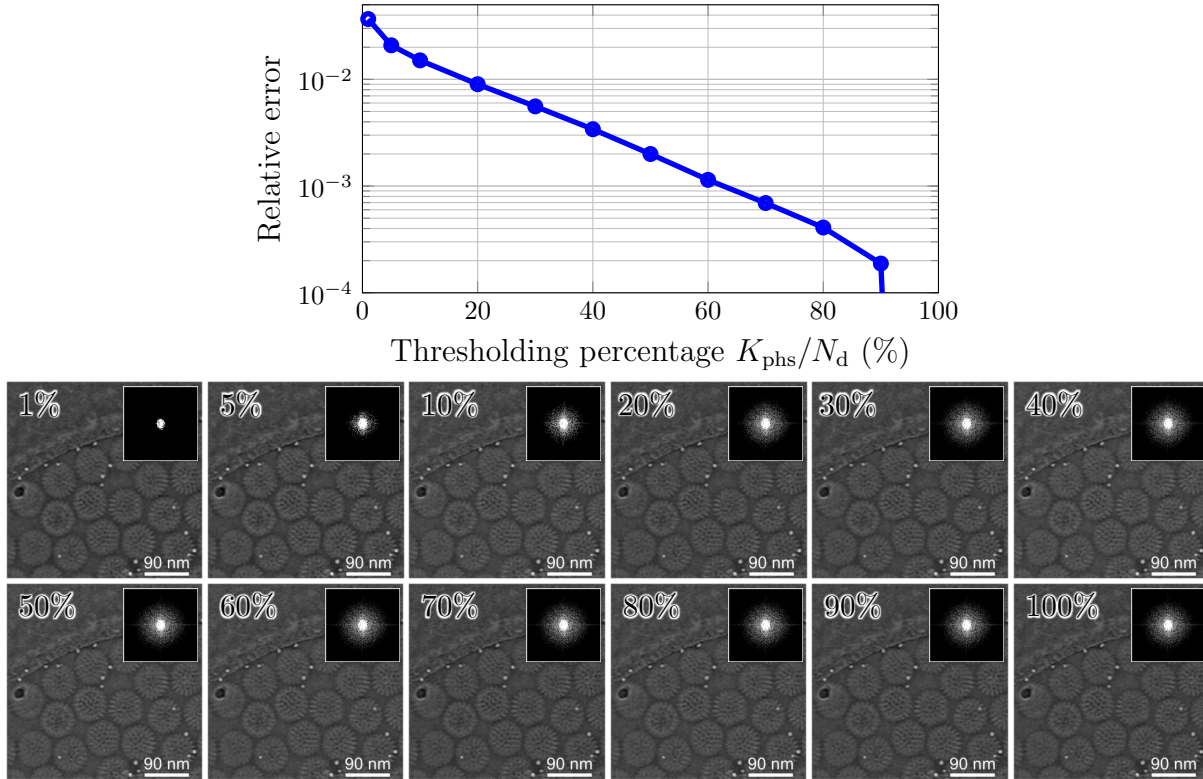 10⁻²
10⁻³
10⁻⁴
Relative error
0 20 40 60 80 100
Thresholding percentage K_phs/N_d (%)
1% 5% 10% 20% 30% 40%
90 nm 90 nm 90 nm 90 nm 90 nm 90 nm
50% 60% 70% 80% 90% 100%
90 nm 90 nm 90 nm 90 nm 90 nm 90 nm